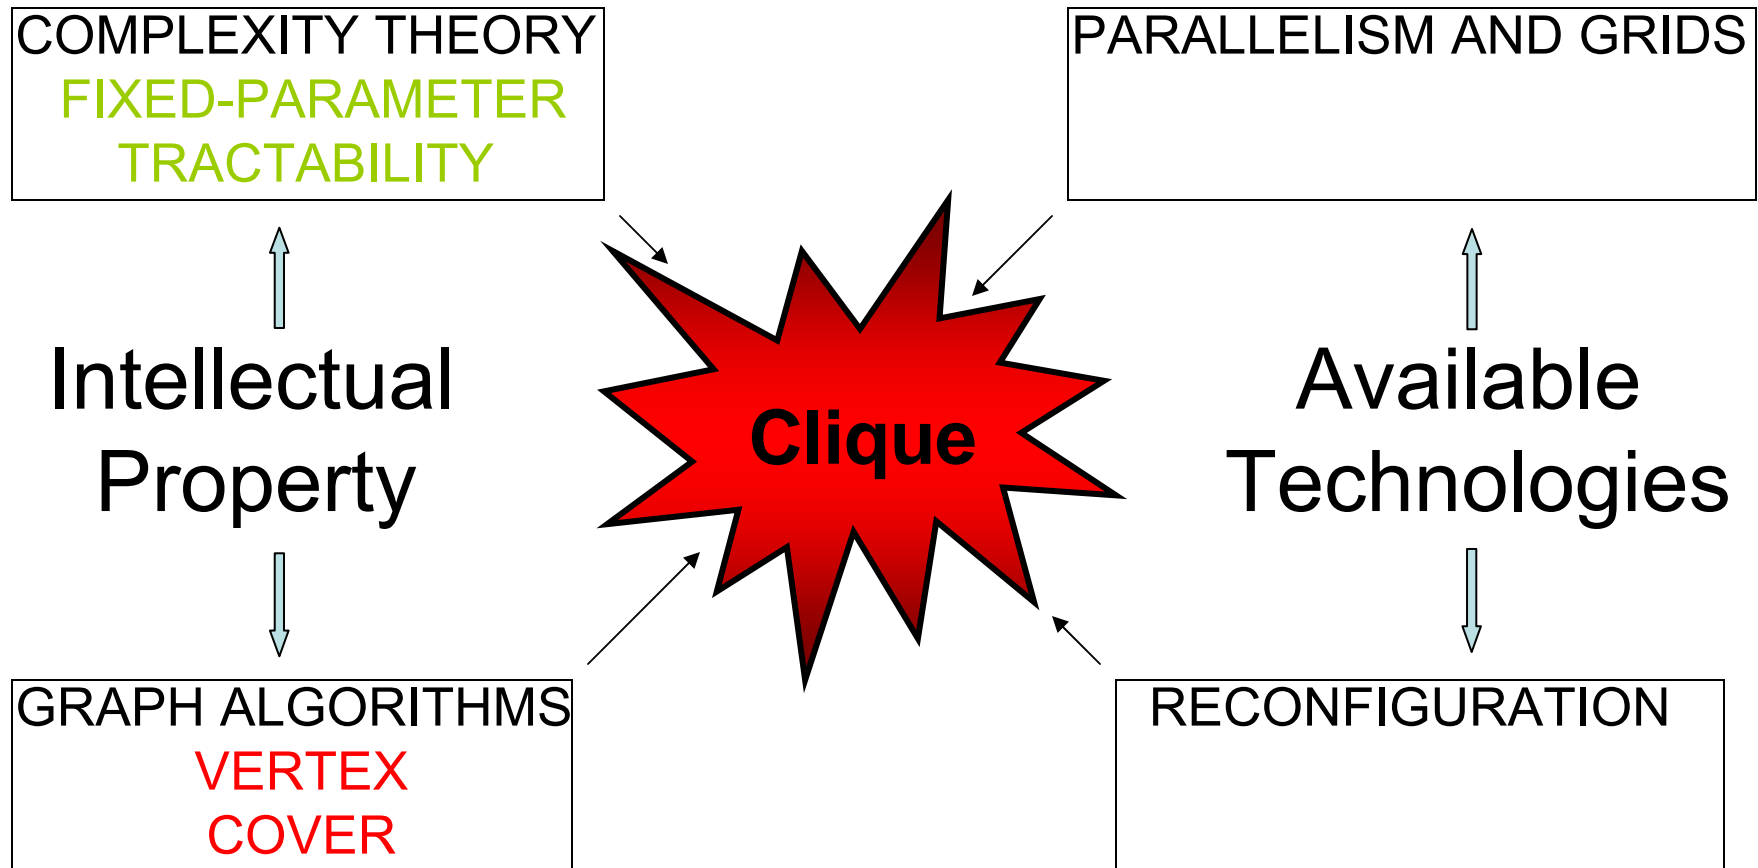 COMPLEXITY THEORY
FIXED-PARAMETER
TRACTABILITY
PARALLELISM AND GRIDS
Intellectual
Property
Clique
Available
Technologies
GRAPH ALGORITHMS
VERTEX
COVER
RECONFIGURATION